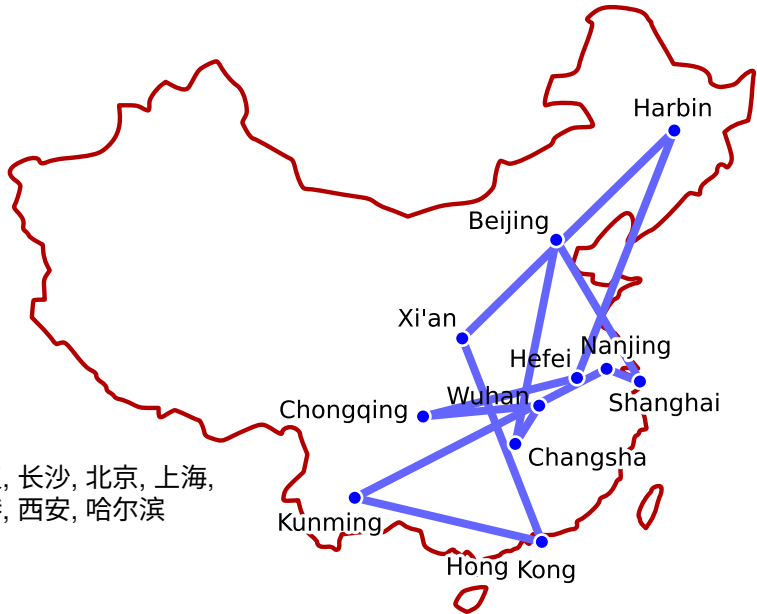 Harbin
Beijing
Xi'an
Nanjing
Hefei
Wuhan
Chongqing
Shanghai
Changsha
, 长沙, 北京, 上海,
, 西安, 哈尔滨
Kunming
Hong Kong